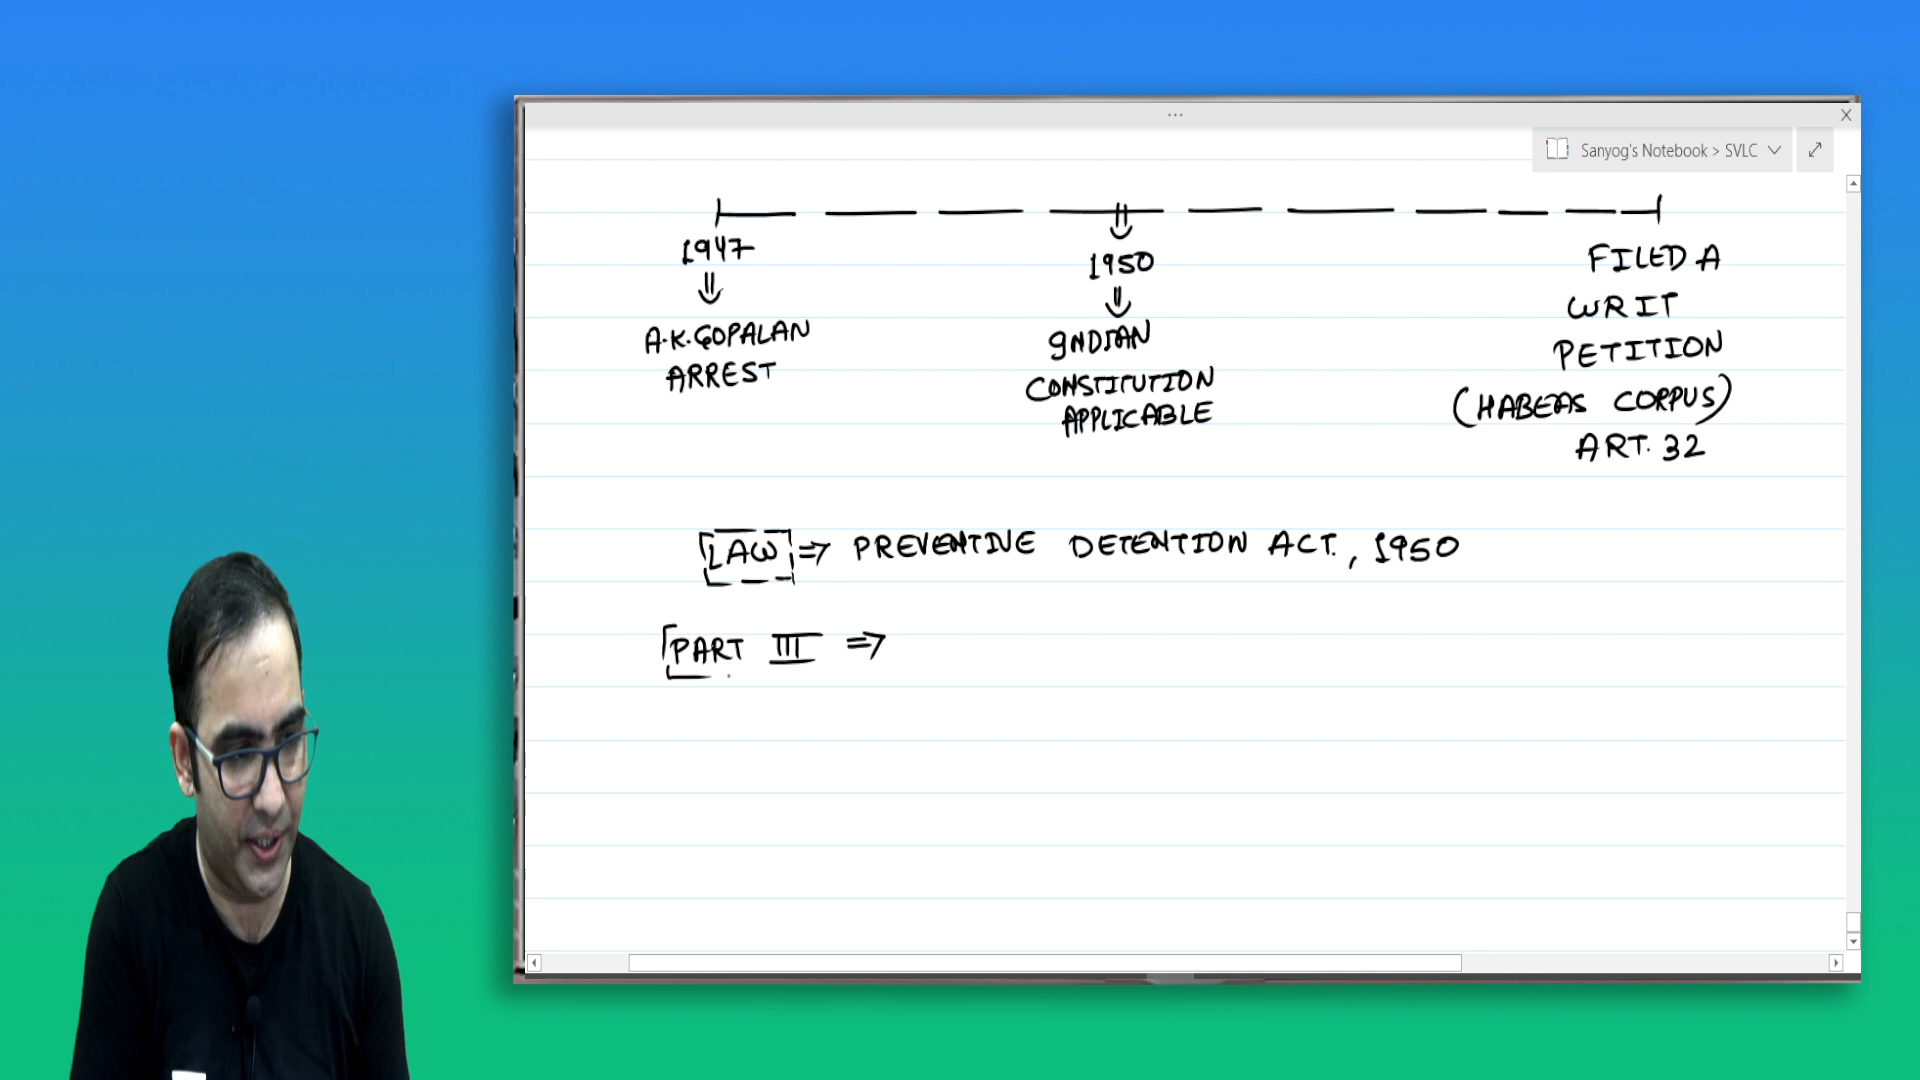 ...
X
Sanyog's Notebook > SVLC
1947
A.K.GOPALAN
ARREST
1950
INDIAN
CONSTITUTION
APPLICABLE
FILED A
WRIT
PETITION
(HABEAS CORPUS)
ART. 32
LAW => PREVENTIVE DETENTION ACT., 1950
PART III =>